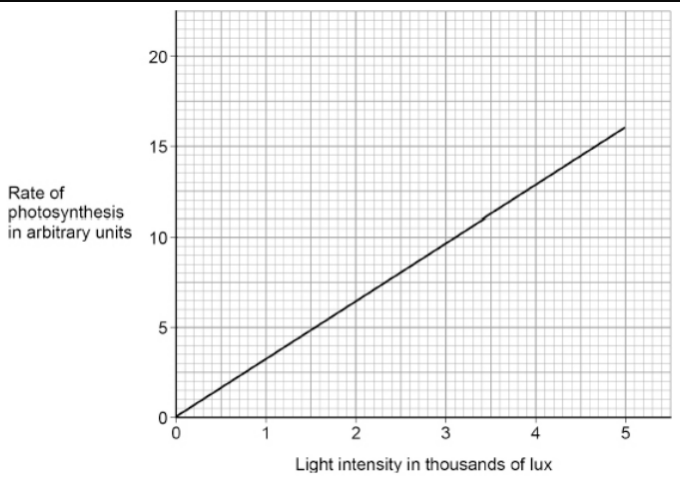 20
15
Rate of
photosynthesis
in arbitrary units
10
5
0
0 1 2 3 4 5
Light intensity in thousands of lux